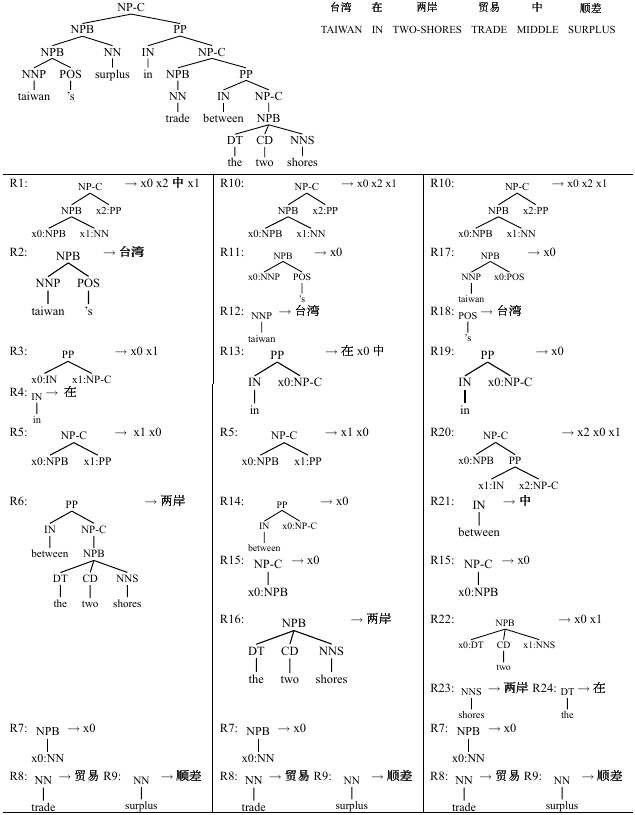 NP-C 台湾 在 两岸 贸易 中 顺差
NPB PP TAIWAN IN TWO-SHORES TRADE MIDDLE SURPLUS
NPB NN IN NP-C
NNP POS surplus in NPB PP
taiwan 's NN IN NP-C
trade between NPB
DT CD NNS
the two shores
R1: NP-C → x0 x2 中 x1
NPB x2:PP
x0:NPB x1:NN
R2: NPB → 台湾
NNP POS
taiwan 's
R3: PP → x0 x1
x0:IN x1:NP-C
R4: IN → 在
in
R5: NP-C → x1 x0
x0:NPB x1:PP
R6: PP → 两岸
IN NP-C
between NPB
DT CD NNS
the two shores
R7: NPB → x0
x0:NN
R8: NN → 贸易 R9: NN → 顺差
trade surplus
R10: NP-C → x0 x2 x1
NPB x2:PP
x0:NPB x1:NN
R11: NPB → x0
x0:NNP POS
's
R12: NNP → 台湾
taiwan
R13: PP → 在 x0 中
IN x0:NP-C
in
R5: NP-C → x1 x0
x0:NPB x1:PP
R14: PP → x0
IN x0:NP-C
between
R15: NP-C → x0
x0:NPB
R16: NPB → 两岸
DT CD NNS
the two shores
R7: NPB → x0
x0:NN
R8: NN → 贸易 R9: NN → 顺差
trade surplus
R10: NP-C → x0 x2 x1
NPB x2:PP
x0:NPB x1:NN
R17: NPB → x0
NNP x0:POS
taiwan
R18: POS → 台湾
's
R19: PP → x0
IN x0:NP-C
in
R20: NP-C → x2 x0 x1
x0:NPB PP
x1:IN x2:NP-C
R21: IN → 中
between
R15: NP-C → x0
x0:NPB
R22: NPB → x0 x1
x0:DT CD x1:NNS
two
R23: NNS → 两岸 R24: DT → 在
shores the
R7: NPB → x0
x0:NN
R8: NN → 贸易 R9: NN → 顺差
trade surplus